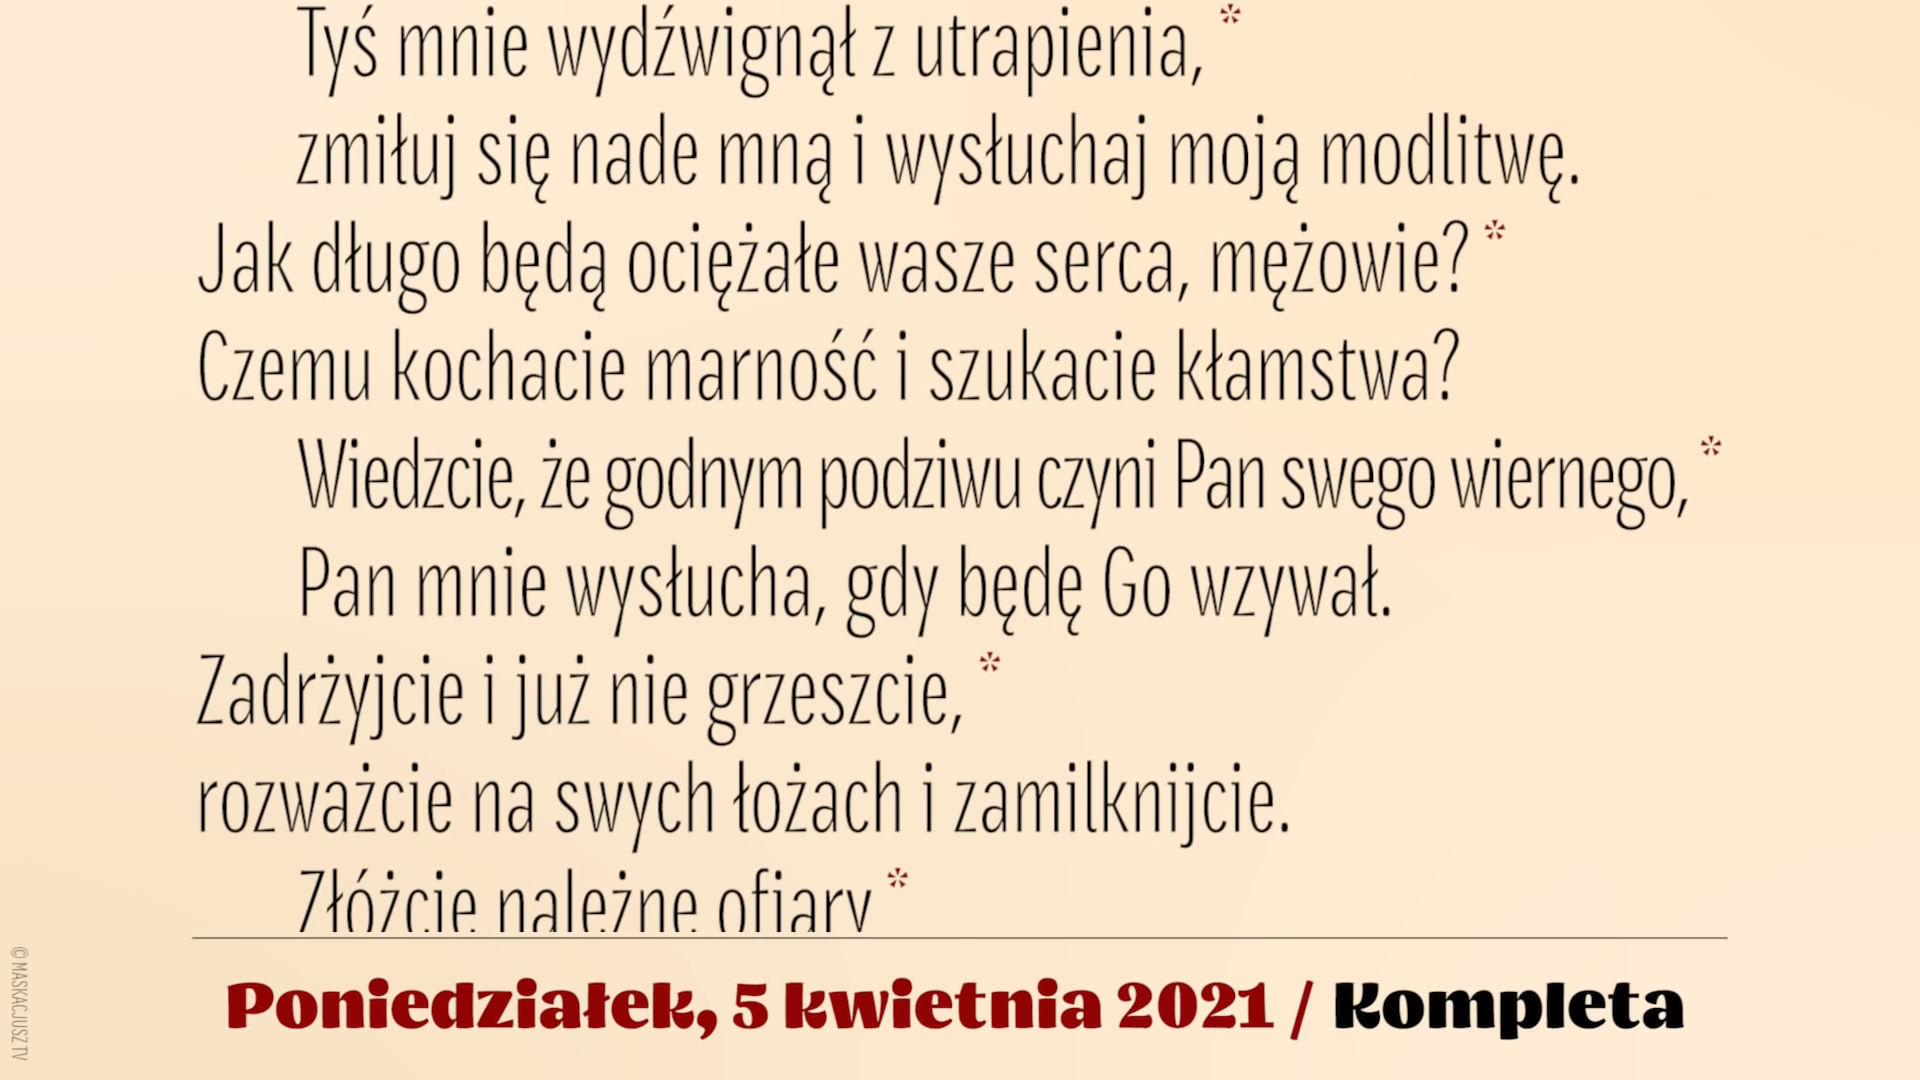 Tyś mnie wydźwignął z utrapienia, *
zmiłuj się nade mną i wysłuchaj moją modlitwę.
Jak długo będą ociężałe wasze serca, mężowie? *
Czemu kochacie marność i szukacie kłamstwa?
Wiedzcie, że godnym podziwu czyni Pan swego wiernego, *
Pan mnie wysłucha, gdy będę Go wzywał.
Zadrżyjcie i już nie grzeszcie, *
rozważcie na swych łożach i zamilknijcie.
Złóżcie należne ofiary *
Poniedziałek, 5 kwietnia 2021 / Kompleta
© MASKACJUSZ TV